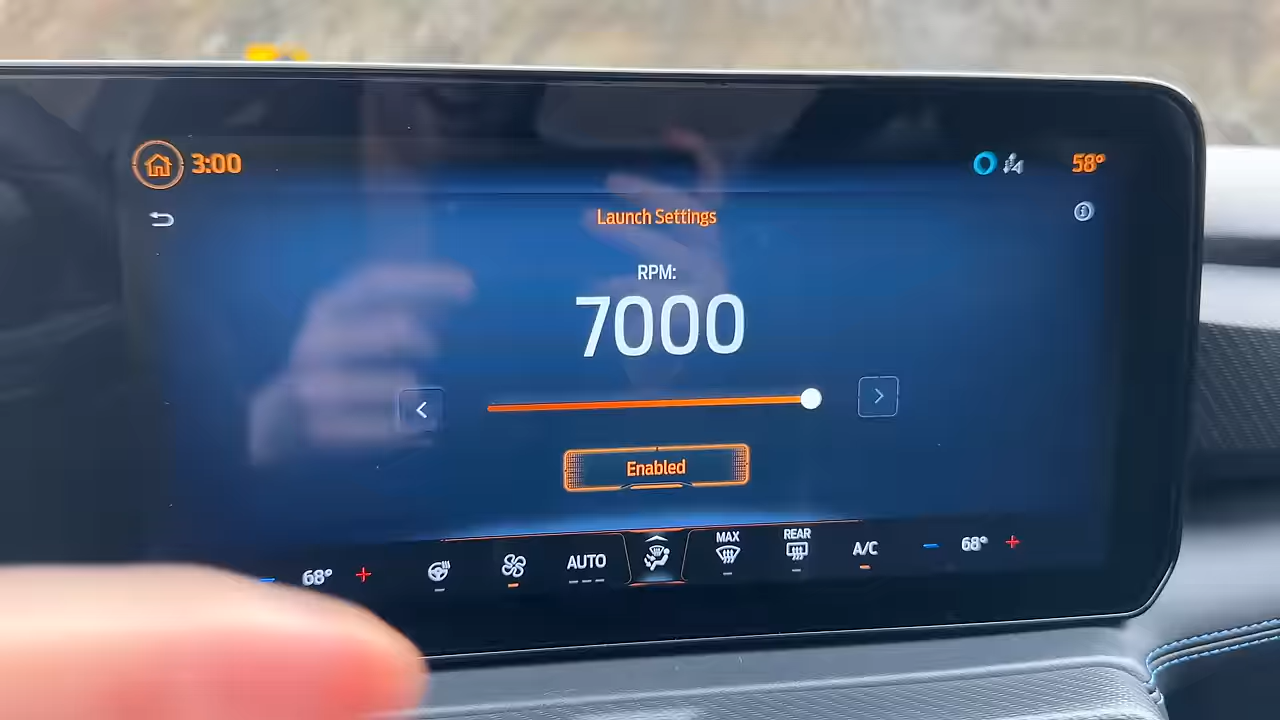 3:00
58°
Launch Settings
RPM:
7000
Enabled
68°
AUTO
MAX
REAR
A/C
68°